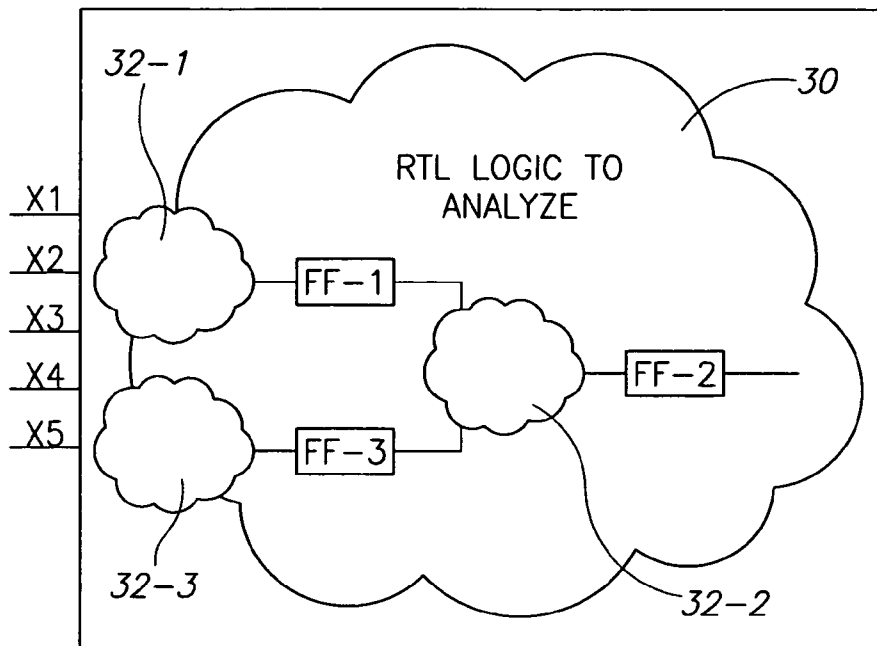 32-1
30
RTL LOGIC TO
ANALYZE
X1
X2
FF-1
X3
FF-2
X4
X5
FF-3
32-3
32-2